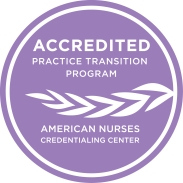 ACCREDITED
PRACTICE TRANSITION
PROGRAM
AMERICAN NURSES
CREDENTIALING CENTER